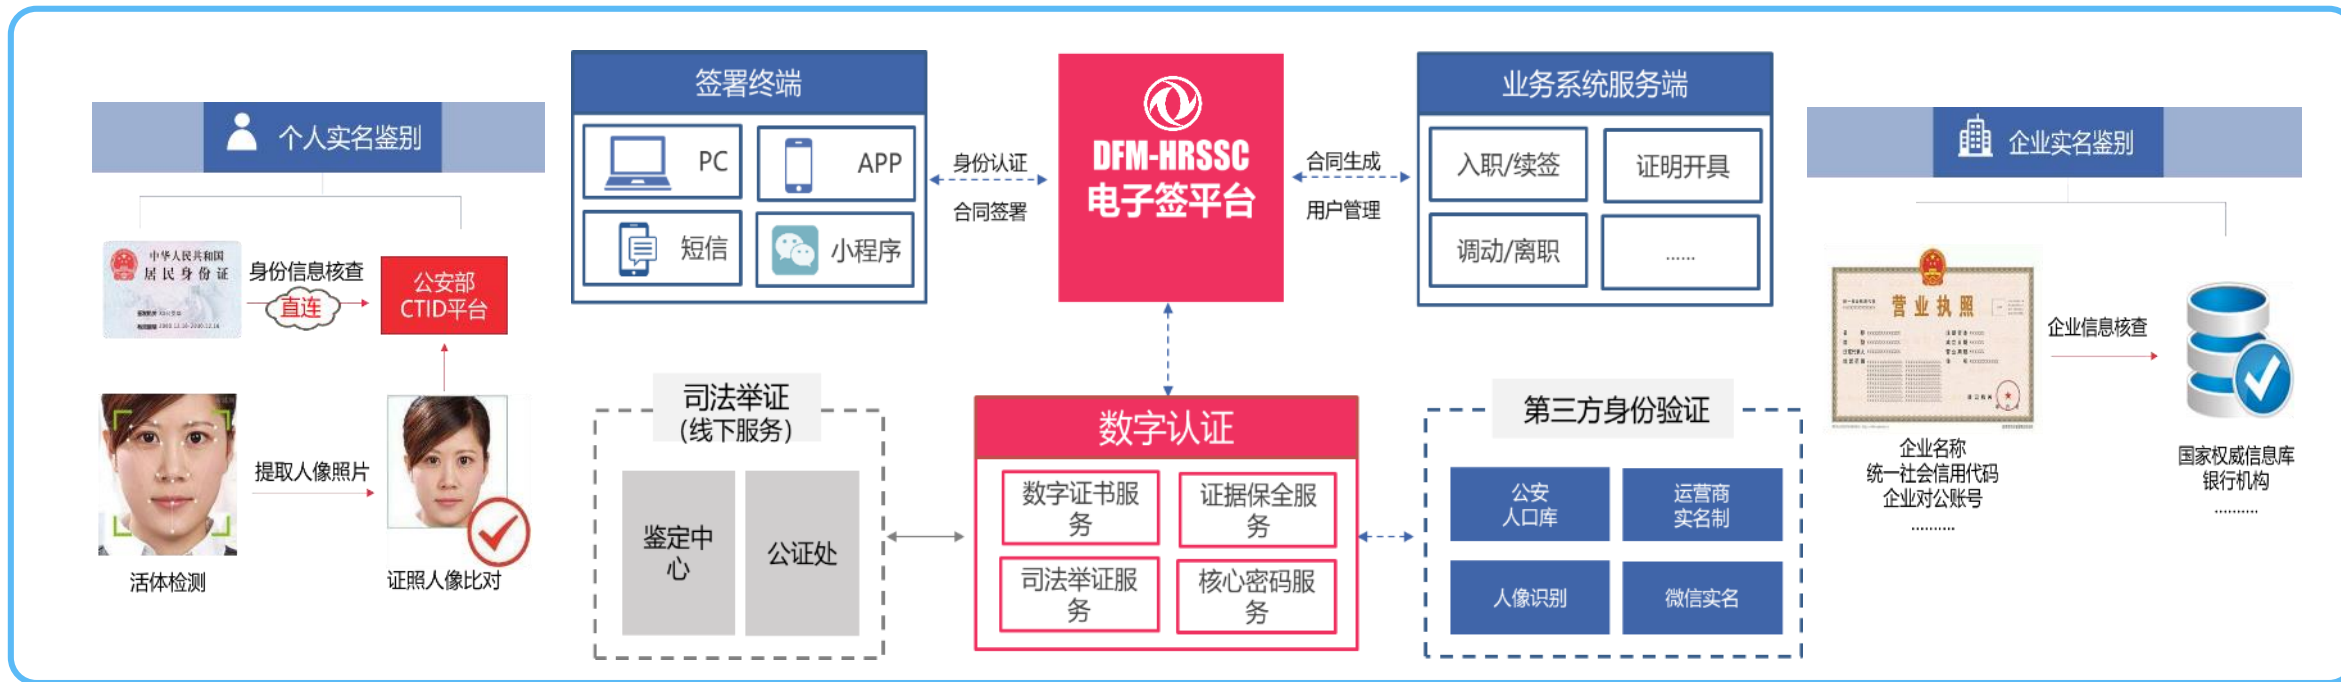 个人实名鉴别
中华人民共和国
居民身份证
身份信息核查
直连
公安部
CTID平台
提取人像照片
活体检测
证照人像比对
签署终端
PC
APP
短信
小程序
身份认证
合同签署
DFM-HRSSC
电子签平台
合同生成
用户管理
业务系统服务端
入职/续签
证明开具
调动/离职
......
司法举证
（线下服务）
鉴定中
心
公证处
数字认证
数字证书服
务
证据保全服
务
司法举证服
务
核心密码服
务
第三方身份验证
公安
人口库
运营商
实名制
人像识别
微信实名
企业实名鉴别
营业执照
企业信息核查
企业名称
统一社会信用代码
企业对公账号
..........
国家权威信息库
银行机构
..........